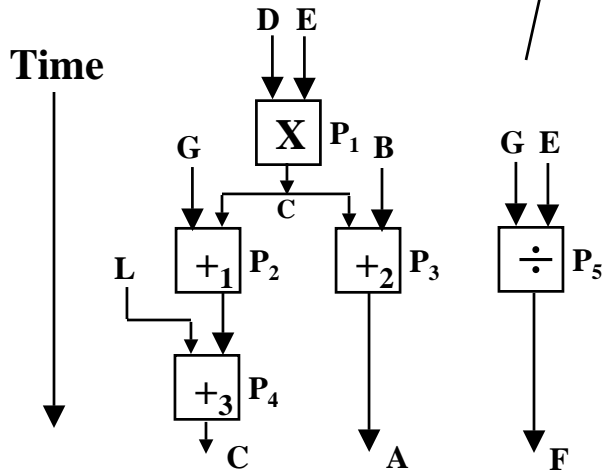 D E
Time
X P1
G B G E
C
+1 P2 +2 P3 ÷ P5
L
+3 P4
C A F